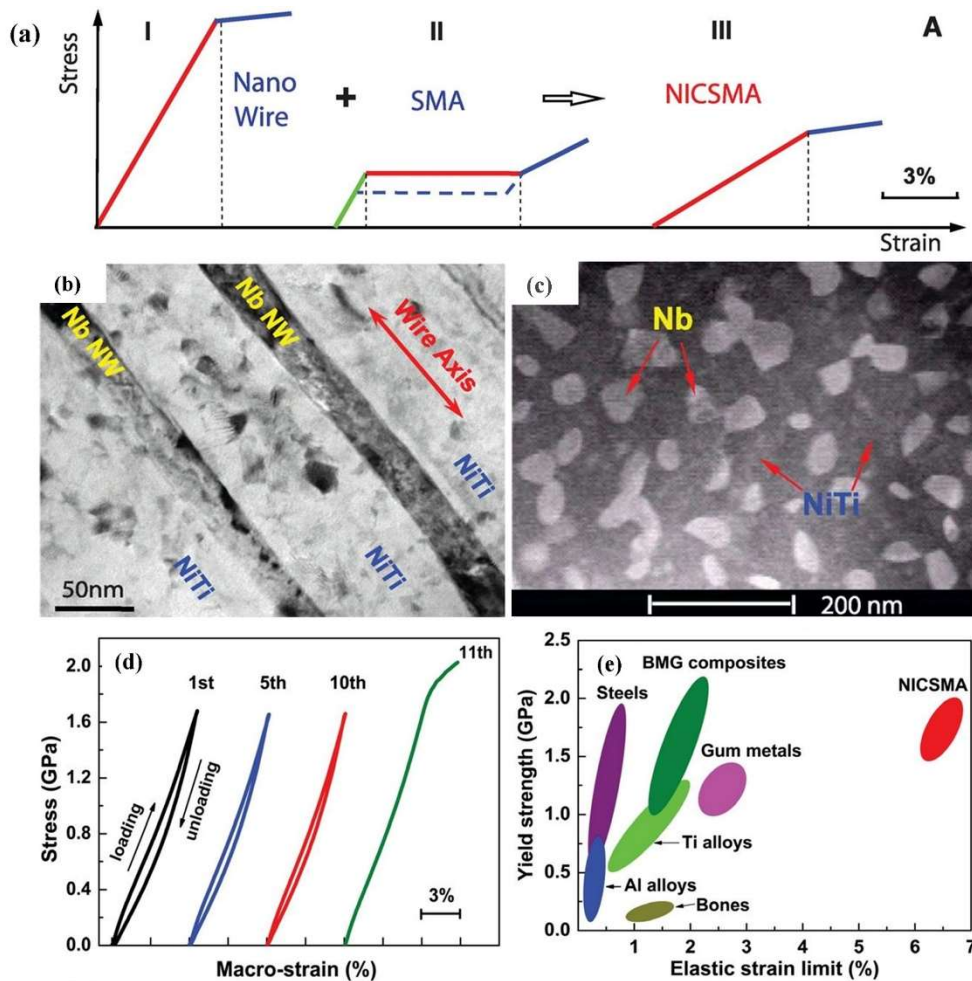 (a)
I
II
III
A
Stress
Nano
Wire
+
SMA
NICSMA
3%
Strain
(b)
Nb NW
Nb NW
Wire Axis
NiTi
NiTi
NiTi
50nm
(c)
Nb
NiTi
200 nm
(d)
2.0
1.6
1.2
0.8
0.4
0.0
Stress (GPa)
1st
5th
10th
11th
loading
unloading
3%
Macro-strain (%)
(e)
2.5
2.0
1.5
1.0
0.5
0.0
Yield strength (GPa)
BMG composites
Steels
NICSMA
Gum metals
Ti alloys
Al alloys
Bones
1 2 3 4 5 6 7
Elastic strain limit (%)